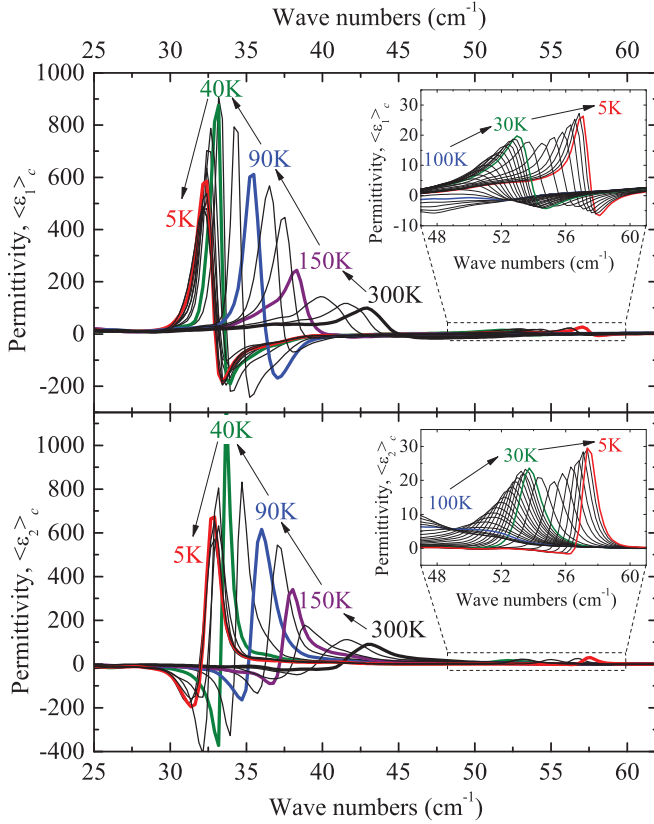 Wave numbers (cm⁻¹)
25 30 35 40 45 50 55 60
1000
800
600
400
200
0
-200
Permittivity, <ε₁>_c
40K
90K
5K
150K
300K
30
20
10
0
-10
Permittivity, <ε₁>_c
100K
30K
5K
48 52 56 60
Wave numbers (cm⁻¹)
1000
800
600
400
200
0
-200
-400
Permittivity, <ε₂>_c
40K
90K
5K
150K
300K
30
20
10
0
Permittivity, <ε₂>_c
100K
30K
5K
48 52 56 60
Wave numbers (cm⁻¹)
25 30 35 40 45 50 55 60
Wave numbers (cm⁻¹)